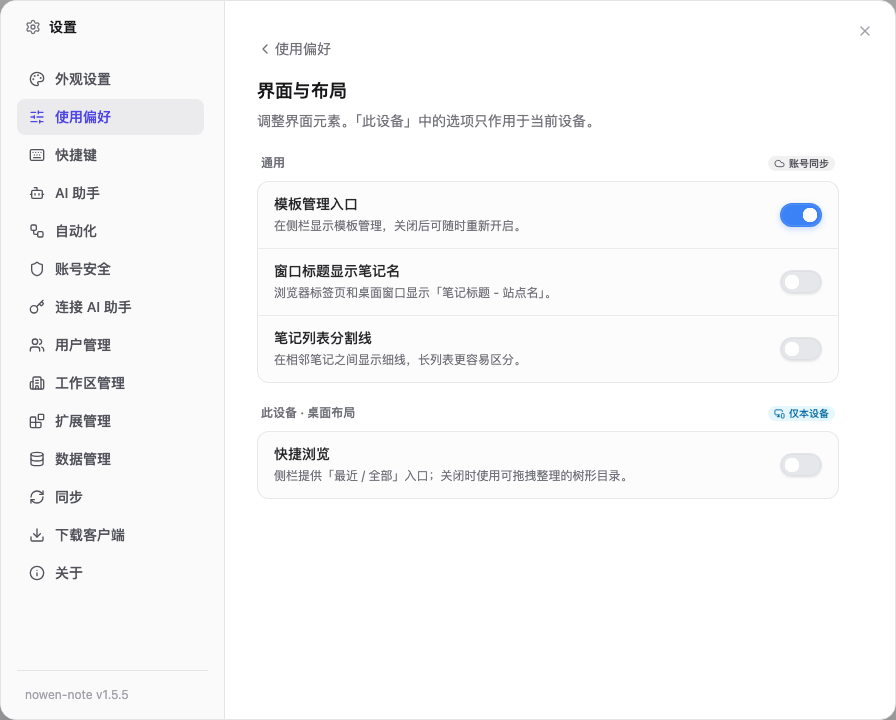 设置
外观设置
使用偏好
快捷键
AI 助手
自动化
账号安全
连接 AI 助手
用户管理
工作区管理
扩展管理
数据管理
同步
下载客户端
关于
nowen-note v1.5.5
使用偏好
界面与布局
调整界面元素。「此设备」中的选项只作用于当前设备。
通用
账号同步
模板管理入口
在侧栏显示模板管理，关闭后可随时重新开启。
窗口标题显示笔记名
浏览器标签页和桌面窗口显示「笔记标题 - 站点名」。
笔记列表分割线
在相邻笔记之间显示细线，长列表更容易区分。
此设备 · 桌面布局
仅本设备
快捷浏览
侧栏提供「最近 / 全部」入口；关闭时使用可拖拽整理的树形目录。